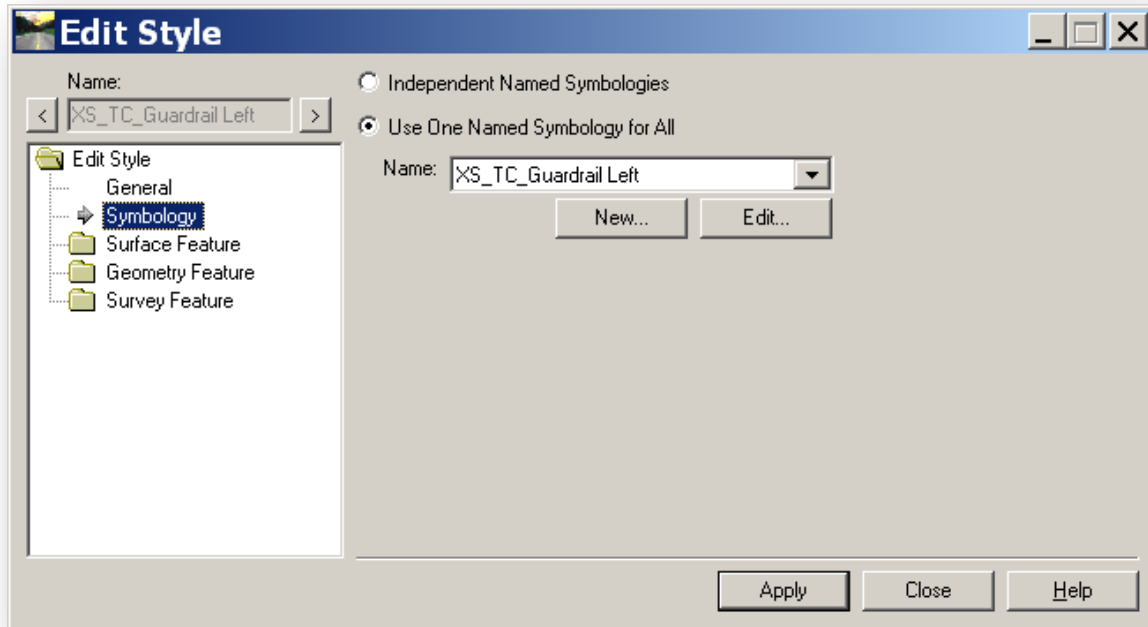 Edit Style
Name:
< XS_TC_Guardrail Left >
Edit Style
General
Symbology
Surface Feature
Geometry Feature
Survey Feature
Independent Named Symbologies
Use One Named Symbology for All
Name: XS_TC_Guardrail Left
New... Edit...
Apply Close Help